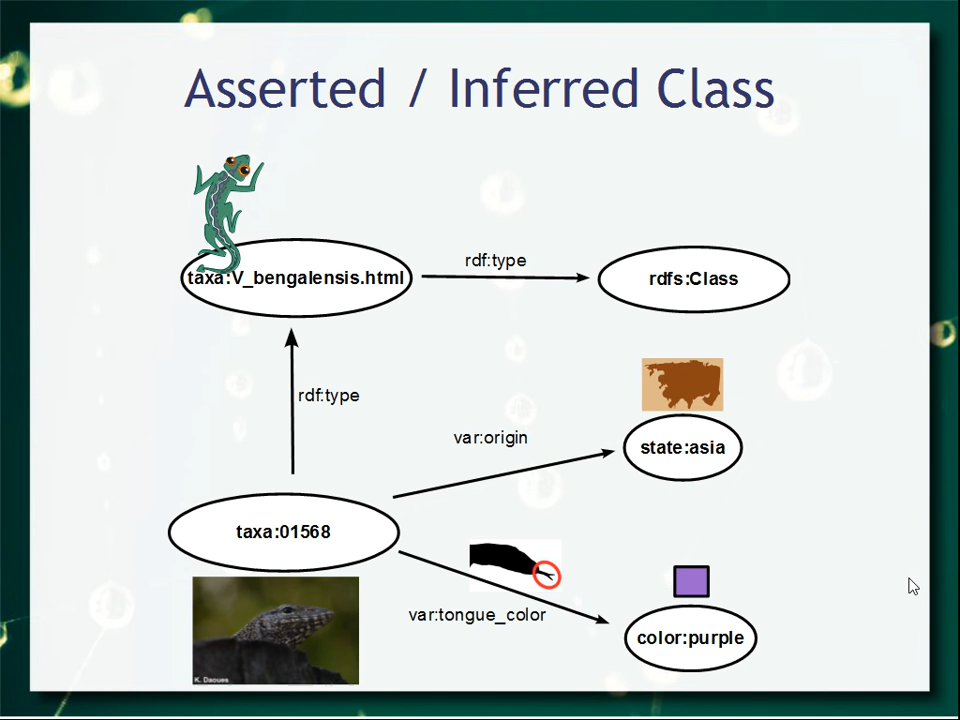 Asserted / Inferred Class
taxa:V_bengalensis.html
rdf:type
rdfs:Class
rdf:type
var:origin
state:asia
taxa:01568
var:tongue_color
color:purple
K. Daoues